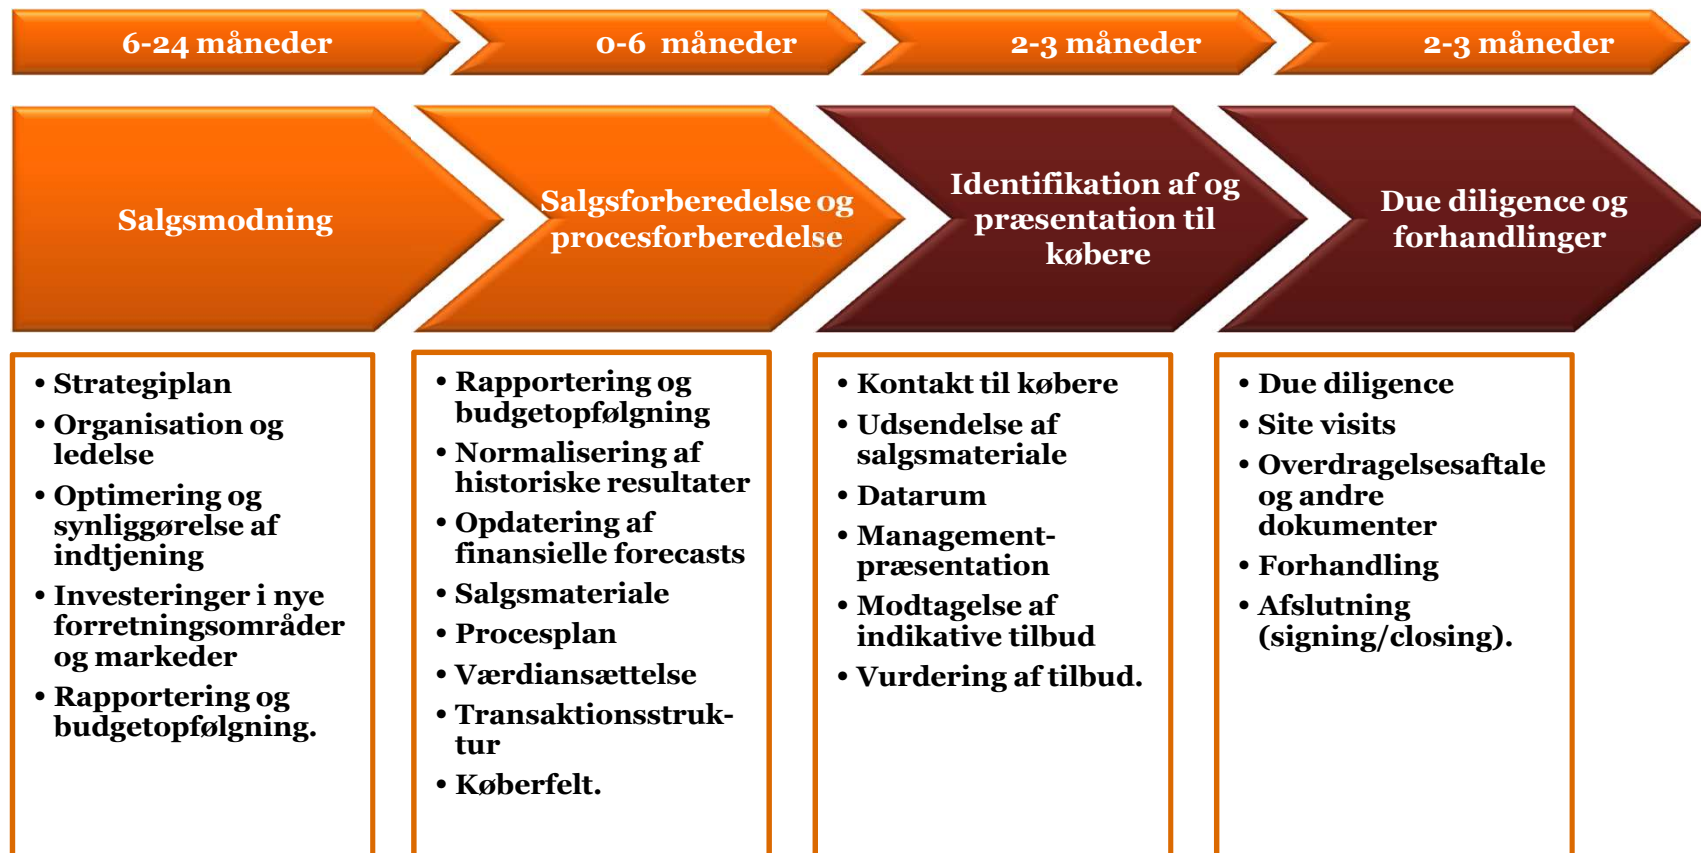 6-24 måneder
0-6 måneder
2-3 måneder
2-3 måneder
Salgsmodning
Salgsforberedelse og
procesforberedelse
Identifikation af og
præsentation til
købere
Due diligence og
forhandlinger
• Strategiplan
• Organisation og
ledelse
• Optimering og
synliggørelse af
indtjening
• Investeringer i nye
forretningsområder
og markeder
• Rapportering og
budgetopfølgning.
• Rapportering og
budgetopfølgning
• Normalisering af
historiske resultater
• Opdatering af
finansielle forecasts
• Salgsmateriale
• Procesplan
• Værdiansættelse
• Transaktionsstruk-
tur
• Køberfelt.
• Kontakt til købere
• Udsendelse af
salgsmateriale
• Datarum
• Management-
præsentation
• Modtagelse af
indikative tilbud
• Vurdering af tilbud.
• Due diligence
• Site visits
• Overdragelsesaftale
og andre
dokumenter
• Forhandling
• Afslutning
(signing/closing).